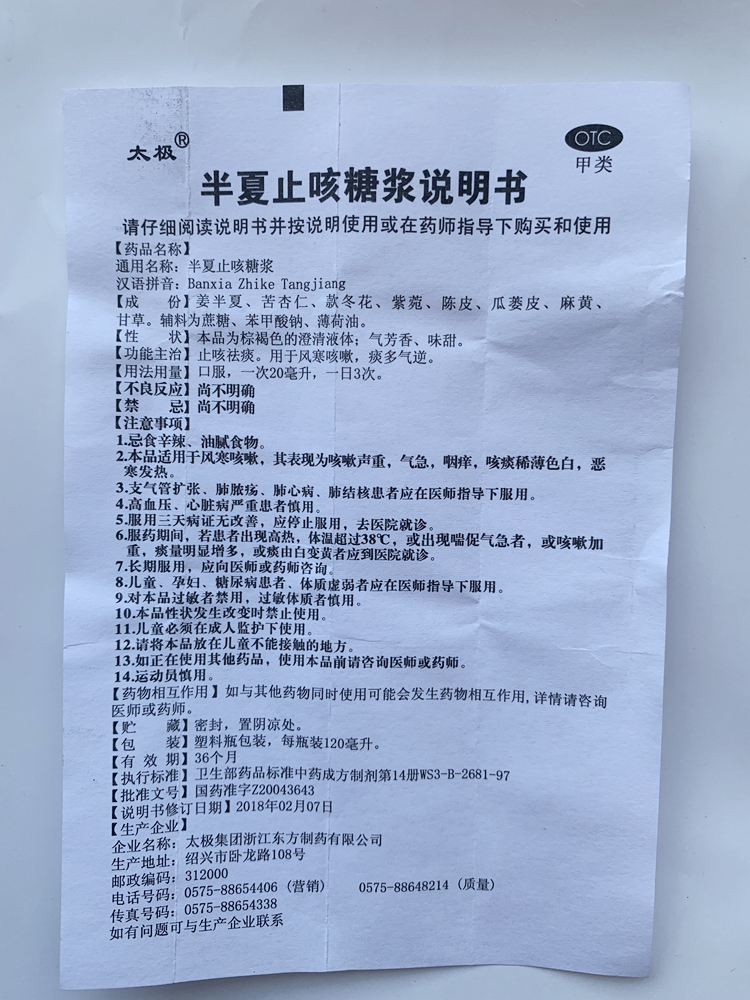 太极®
OTC
甲类
半夏止咳糖浆说明书
请仔细阅读说明书并按说明使用或在药师指导下购买和使用
【药品名称】
通用名称：半夏止咳糖浆
汉语拼音：Banxia Zhike Tangjiang
【成　　份】姜半夏、苦杏仁、款冬花、紫菀、陈皮、瓜蒌皮、麻黄、
甘草。辅料为蔗糖、苯甲酸钠、薄荷油。
【性　　状】本品为棕褐色的澄清液体；气芳香、味甜。
【功能主治】止咳祛痰。用于风寒咳嗽，痰多气逆。
【用法用量】口服，一次20毫升，一日3次。
【不良反应】尚不明确
【禁　　忌】尚不明确
【注意事项】
1.忌食辛辣、油腻食物。
2.本品适用于风寒咳嗽，其表现为咳嗽声重，气急，咽痒，咳痰稀薄色白，恶
寒发热。
3.支气管扩张、肺脓疡、肺心病、肺结核患者应在医师指导下服用。
4.高血压、心脏病严重患者慎用。
5.服用三天病证无改善，应停止服用，去医院就诊。
6.服药期间，若患者出现高热，体温超过38℃，或出现喘促气急者，或咳嗽加
重，痰量明显增多，或痰由白变黄者应到医院就诊。
7.长期服用，应向医师或药师咨询。
8.儿童、孕妇、糖尿病患者、体质虚弱者应在医师指导下服用。
9.对本品过敏者禁用，过敏体质者慎用。
10.本品性状发生改变时禁止使用。
11.儿童必须在成人监护下使用。
12.请将本品放在儿童不能接触的地方。
13.如正在使用其他药品，使用本品前请咨询医师或药师。
14.运动员慎用。
【药物相互作用】如与其他药物同时使用可能会发生药物相互作用,详情请咨询
医师或药师。
【贮　　藏】密封，置阴凉处。
【包　　装】塑料瓶包装，每瓶装120毫升。
【有 效 期】36个月
【执行标准】卫生部药品标准中药成方制剂第14册WS3-B-2681-97
【批准文号】国药准字Z20043643
【说明书修订日期】2018年02月07日
【生产企业】
企业名称：太极集团浙江东方制药有限公司
生产地址：绍兴市卧龙路108号
邮政编码：312000
电话号码：0575-88654406（营销）　　0575-88648214（质量）
传真号码：0575-88654338
如有问题可与生产企业联系